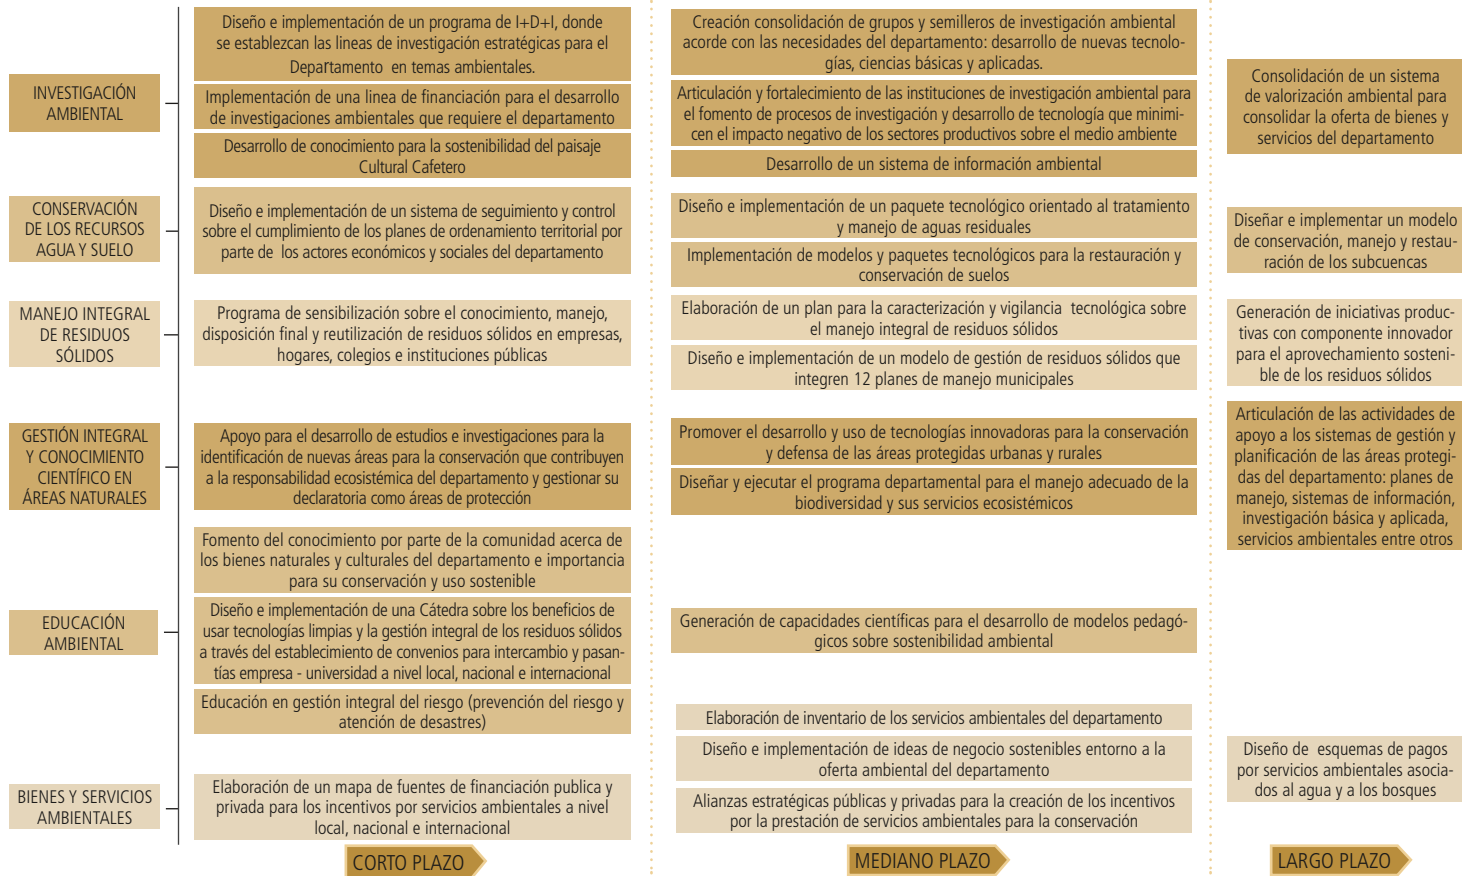 INVESTIGACIÓN
AMBIENTAL
Diseño e implementación de un programa de I+D+I, donde
se establezcan las lineas de investigación estratégicas para el
Departamento en temas ambientales.
Implementación de una linea de financiación para el desarrollo
de investigaciones ambientales que requiere el departamento
Desarrollo de conocimiento para la sostenibilidad del paisaje
Cultural Cafetero
Creación consolidación de grupos y semilleros de investigación ambiental
acorde con las necesidades del departamento: desarrollo de nuevas tecnolo-
gías, ciencias básicas y aplicadas.
Articulación y fortalecimiento de las instituciones de investigación ambiental para
el fomento de procesos de investigación y desarrollo de tecnología que minimi-
cen el impacto negativo de los sectores productivos sobre el medio ambiente
Desarrollo de un sistema de información ambiental
Consolidación de un sistema
de valorización ambiental para
consolidar la oferta de bienes y
servicios del departamento
CONSERVACIÓN
DE LOS RECURSOS
AGUA Y SUELO
Diseño e implementación de un sistema de seguimiento y control
sobre el cumplimiento de los planes de ordenamiento territorial por
parte de los actores económicos y sociales del departamento
Diseño e implementación de un paquete tecnológico orientado al tratamiento
y manejo de aguas residuales
Implementación de modelos y paquetes tecnológicos para la restauración y
conservación de suelos
Diseñar e implementar un modelo
de conservación, manejo y restau-
ración de los subcuencas
MANEJO INTEGRAL
DE RESIDUOS
SÓLIDOS
Programa de sensibilización sobre el conocimiento, manejo,
disposición final y reutilización de residuos sólidos en empresas,
hogares, colegios e instituciones públicas
Elaboración de un plan para la caracterización y vigilancia tecnológica sobre
el manejo integral de residuos sólidos
Diseño e implementación de un modelo de gestión de residuos sólidos que
integren 12 planes de manejo municipales
Generación de iniciativas produc-
tivas con componente innovador
para el aprovechamiento sosteni-
ble de los residuos sólidos
GESTIÓN INTEGRAL
Y CONOCIMIENTO
CIENTÍFICO EN
ÁREAS NATURALES
Apoyo para el desarrollo de estudios e investigaciones para la
identificación de nuevas áreas para la conservación que contribuyen
a la responsabilidad ecosistémica del departamento y gestionar su
declaratoria como áreas de protección
Promover el desarrollo y uso de tecnologías innovadoras para la conservación
y defensa de las áreas protegidas urbanas y rurales
Diseñar y ejecutar el programa departamental para el manejo adecuado de la
biodiversidad y sus servicios ecosistémicos
Articulación de las actividades de
apoyo a los sistemas de gestión y
planificación de las áreas protegi-
das del departamento: planes de
manejo, sistemas de información,
investigación básica y aplicada,
servicios ambientales entre otros
EDUCACIÓN
AMBIENTAL
Fomento del conocimiento por parte de la comunidad acerca de
los bienes naturales y culturales del departamento e importancia
para su conservación y uso sostenible
Diseño e implementación de una Cátedra sobre los beneficios de
usar tecnologías limpias y la gestión integral de los residuos sólidos
a través del establecimiento de convenios para intercambio y pasan-
tías empresa - universidad a nivel local, nacional e internacional
Educación en gestión integral del riesgo (prevención del riesgo y
atención de desastres)
Generación de capacidades científicas para el desarrollo de modelos pedagó-
gicos sobre sostenibilidad ambiental
BIENES Y SERVICIOS
AMBIENTALES
Elaboración de un mapa de fuentes de financiación publica y
privada para los incentivos por servicios ambientales a nivel
local, nacional e internacional
Elaboración de inventario de los servicios ambientales del departamento
Diseño e implementación de ideas de negocio sostenibles entorno a la
oferta ambiental del departamento
Alianzas estratégicas públicas y privadas para la creación de los incentivos
por la prestación de servicios ambientales para la conservación
Diseño de esquemas de pagos
por servicios ambientales asocia-
dos al agua y a los bosques
CORTO PLAZO
MEDIANO PLAZO
LARGO PLAZO